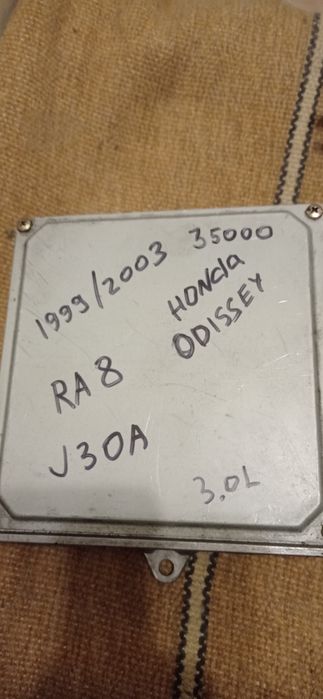 1999/2003 35000
HONda
ODISSEY
RA8
J30A
3.0L